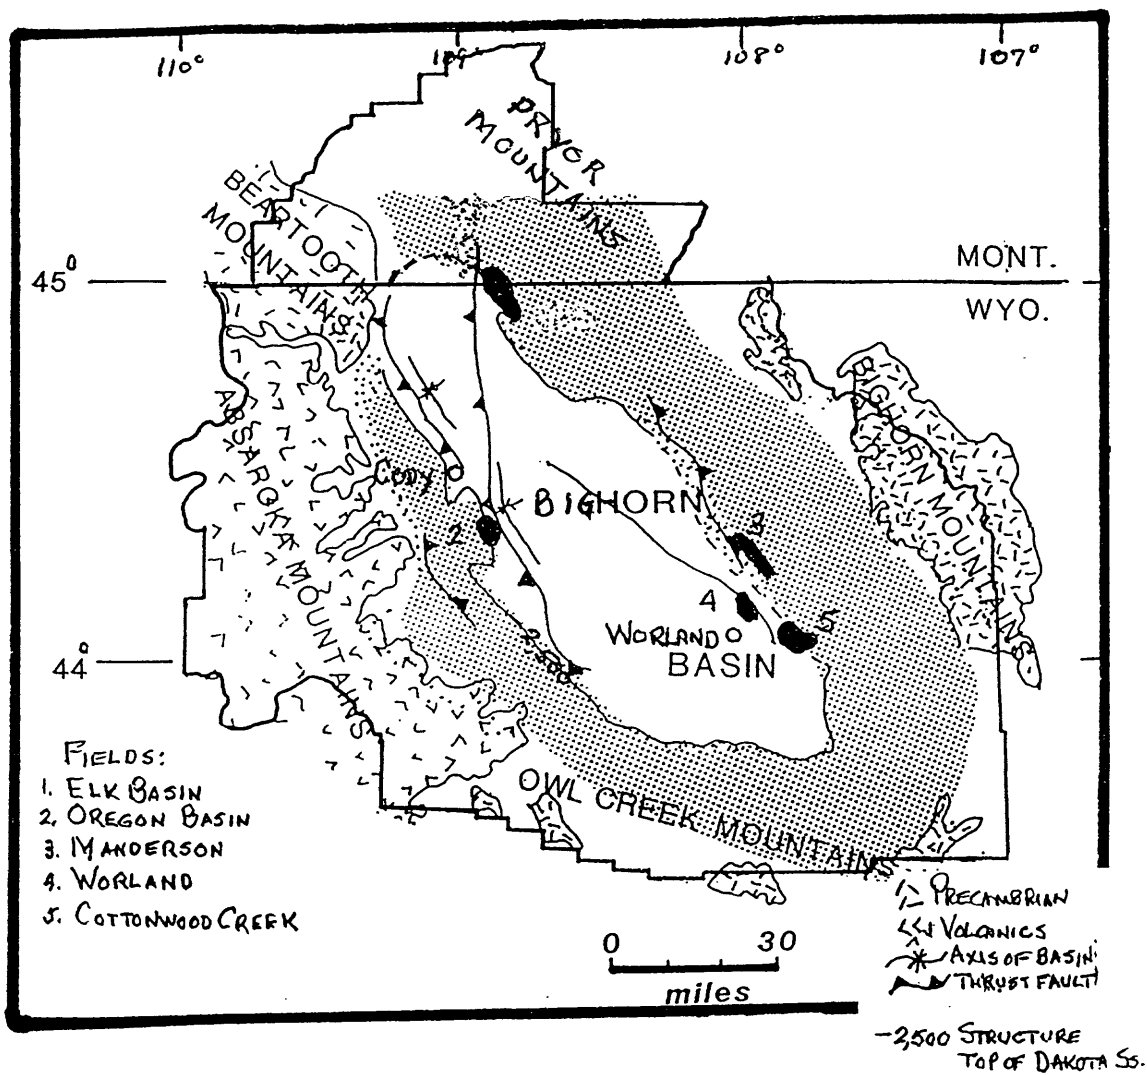 110°
109°
108°
107°
PRYOR
MOUNTAINS
BEARTOOTH
MOUNTAINS
45°
MONT.
WYO.
ABSAROKA MOUNTAINS
BIGHORN MOUNTAINS
CODY
BIGHORN
2
3
4
5
WORLAND
BASIN
44°
-2,500
OWL CREEK MOUNTAINS
FIELDS:
1. ELK BASIN
2. OREGON BASIN
3. MANDERSON
4. WORLAND
5. COTTONWOOD CREEK
0 30
miles
PRECAMBRIAN
VOLCANICS
AXIS OF BASIN
THRUST FAULT
-2,500 STRUCTURE
TOP OF DAKOTA SS.